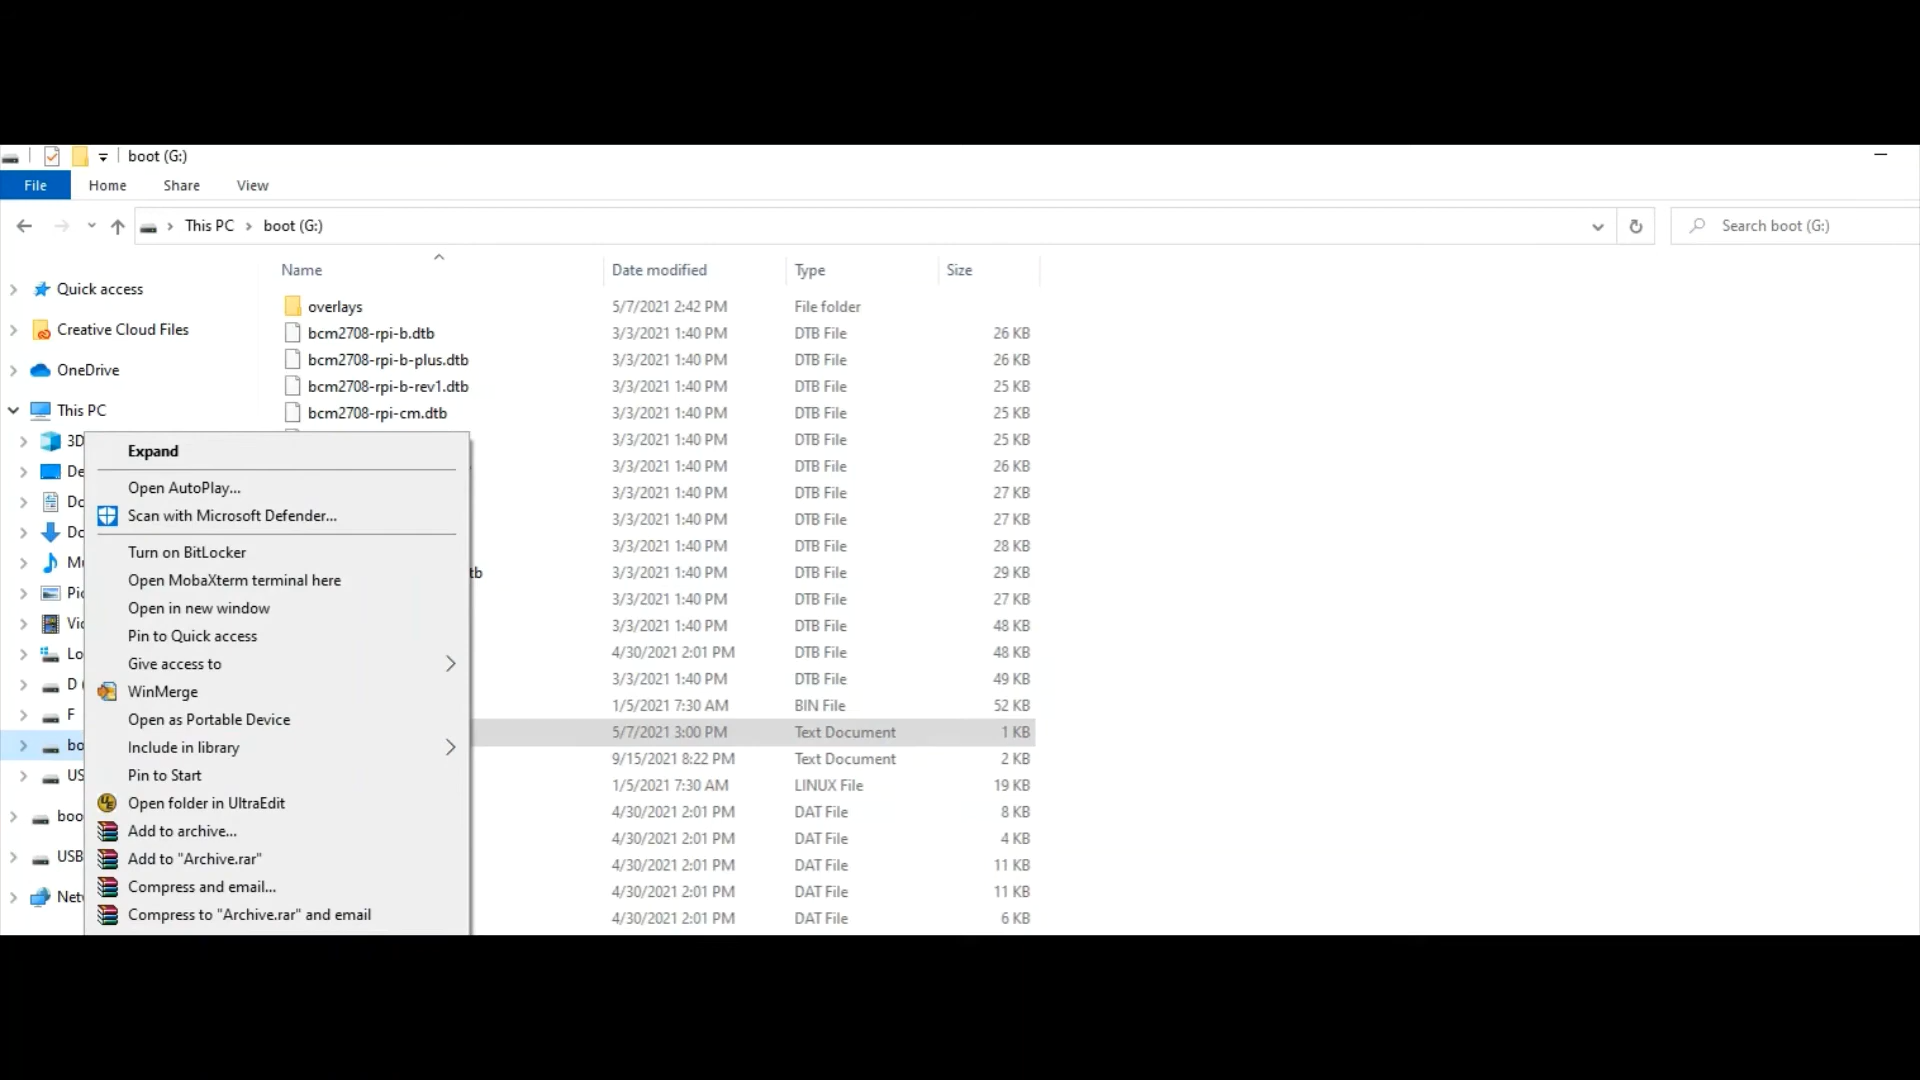 boot (G:)
File Home Share View
This PC boot (G:) Search boot (G:)
Name Date modified Type Size
Quick access
Creative Cloud Files
OneDrive
This PC
3D
De
Do
Do
Mu
Pic
Vic
Lo
D (
F
bo
US
boo
USB
Netv
overlays 5/7/2021 2:42 PM File folder
bcm2708-rpi-b.dtb 3/3/2021 1:40 PM DTB File 26 KB
bcm2708-rpi-b-plus.dtb 3/3/2021 1:40 PM DTB File 26 KB
bcm2708-rpi-b-rev1.dtb 3/3/2021 1:40 PM DTB File 25 KB
bcm2708-rpi-cm.dtb 3/3/2021 1:40 PM DTB File 25 KB
3/3/2021 1:40 PM DTB File 25 KB
3/3/2021 1:40 PM DTB File 26 KB
3/3/2021 1:40 PM DTB File 27 KB
3/3/2021 1:40 PM DTB File 27 KB
3/3/2021 1:40 PM DTB File 28 KB
tb 3/3/2021 1:40 PM DTB File 29 KB
3/3/2021 1:40 PM DTB File 27 KB
3/3/2021 1:40 PM DTB File 48 KB
4/30/2021 2:01 PM DTB File 48 KB
3/3/2021 1:40 PM DTB File 49 KB
1/5/2021 7:30 AM BIN File 52 KB
5/7/2021 3:00 PM Text Document 1 KB
9/15/2021 8:22 PM Text Document 2 KB
1/5/2021 7:30 AM LINUX File 19 KB
4/30/2021 2:01 PM DAT File 8 KB
4/30/2021 2:01 PM DAT File 4 KB
4/30/2021 2:01 PM DAT File 11 KB
4/30/2021 2:01 PM DAT File 11 KB
4/30/2021 2:01 PM DAT File 6 KB
Expand
Open AutoPlay...
Scan with Microsoft Defender...
Turn on BitLocker
Open MobaXterm terminal here
Open in new window
Pin to Quick access
Give access to
WinMerge
Open as Portable Device
Include in library
Pin to Start
Open folder in UltraEdit
Add to archive...
Add to "Archive.rar"
Compress and email...
Compress to "Archive.rar" and email